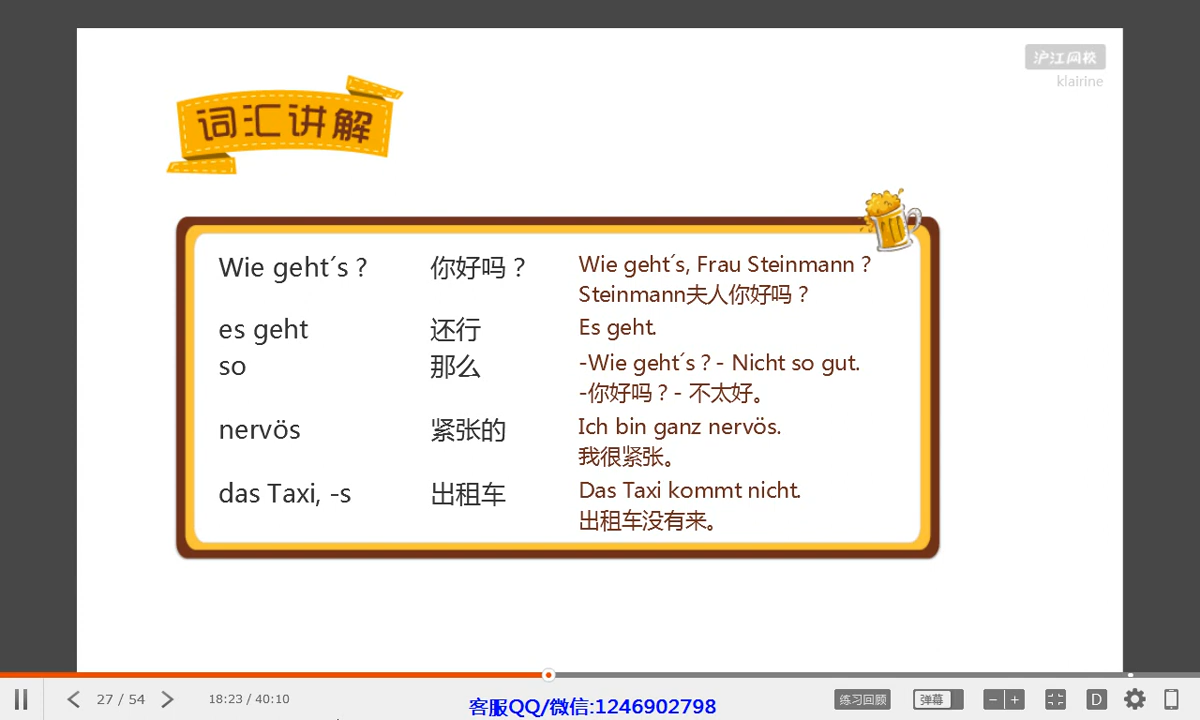 沪江网校
klairine
词汇讲解
Wie geht´s ? 你好吗？ Wie geht´s, Frau Steinmann ?
Steinmann夫人你好吗？
es geht 还行 Es geht.
so 那么 -Wie geht´s ? - Nicht so gut.
-你好吗？- 不太好。
nervös 紧张的 Ich bin ganz nervös.
我很紧张。
das Taxi, -s 出租车 Das Taxi kommt nicht.
出租车没有来。
27 / 54 18:23 / 40:10 客服QQ/微信:1246902798 练习回顾 弹幕 D